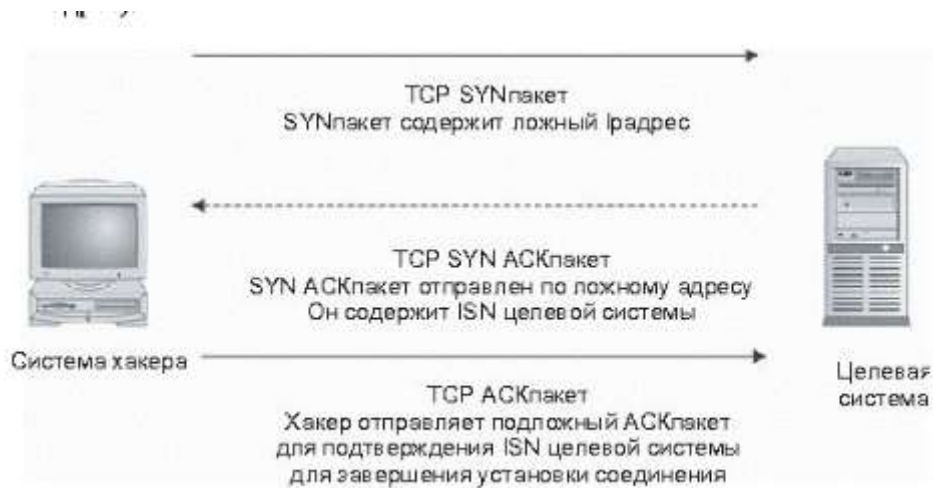 TCP SYNпакет
SYNпакет содержит ложный Ipадрес
TCP SYN ACKпакет
SYN ACKпакет отправлен по ложному адресу
Он содержит ISN целевой системы
Система хакера
Целевая
система
TCP ACKпакет
Хакер отправляет подложный ACKпакет
для подтверждения ISN целевой системы
для завершения установки соединения